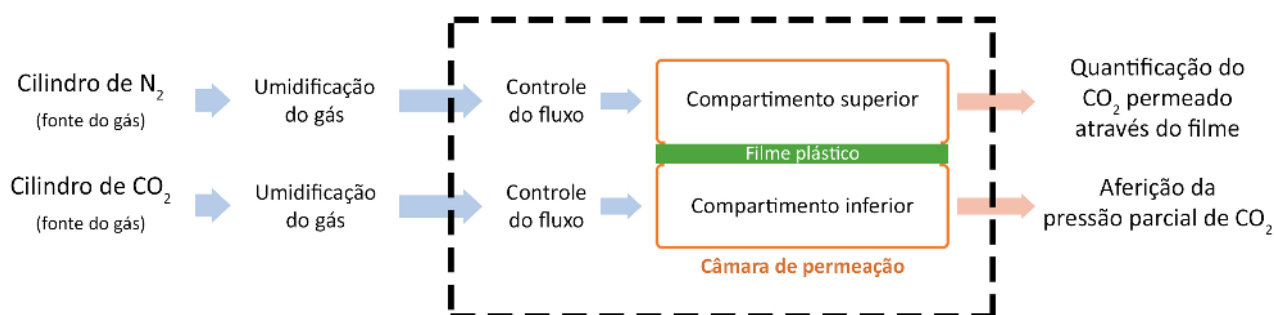 Cilindro de N₂
(fonte do gás)
Umidificação
do gás
Controle
do fluxo
Compartimento superior
Quantificação do
CO₂ permeado
através do filme
Filme plástico
Cilindro de CO₂
(fonte do gás)
Umidificação
do gás
Controle
do fluxo
Compartimento inferior
Aferição da
pressão parcial de CO₂
Câmara de permeação